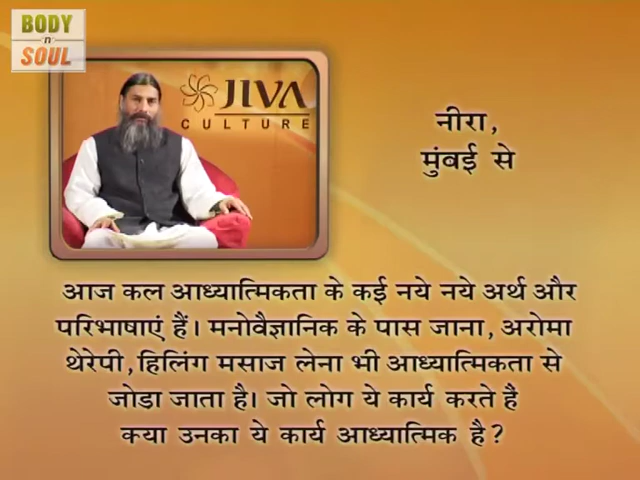 BODY
'n'
SOUL
JIVA
CULTURE
नीरा,
मुंबई से
आज कल आध्यात्मिकता के कई नये नये अर्थ और
परिभाषाएं हैं। मनोवैज्ञानिक के पास जाना, अरोमा
थेरेपी,हिलिंग मसाज लेना भी आध्यात्मिकता से
जोडा जाता है। जो लोग ये कार्य करते हैं
क्या उनका ये कार्य आध्यात्मिक है?